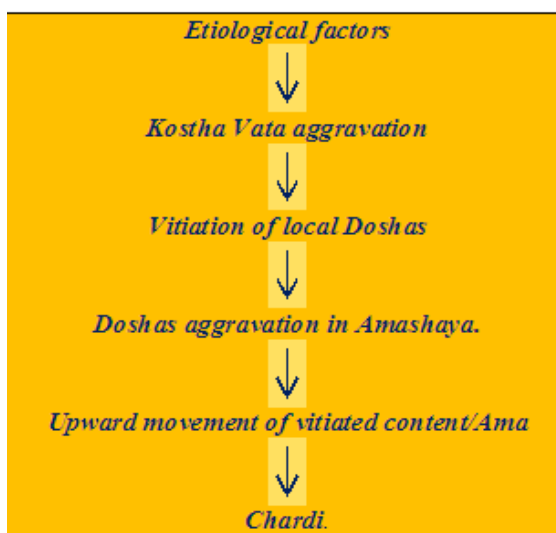 Etiological factors
Kostha Vata aggravation
Vitiation of local Doshas
Doshas aggravation in Amashaya.
Upward movement of vitiated content/Ama
Chardi.